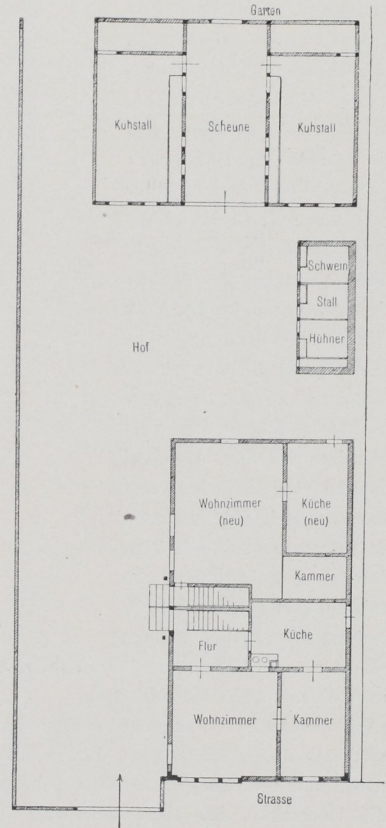 Garten
Kuhstall
Scheune
Kuhstall
Schwein
Stall
Hühner
Hof
Wohnzimmer
(neu)
Küche
(neu)
Kammer
Küche
Flur
Wohnzimmer
Kammer
Strasse